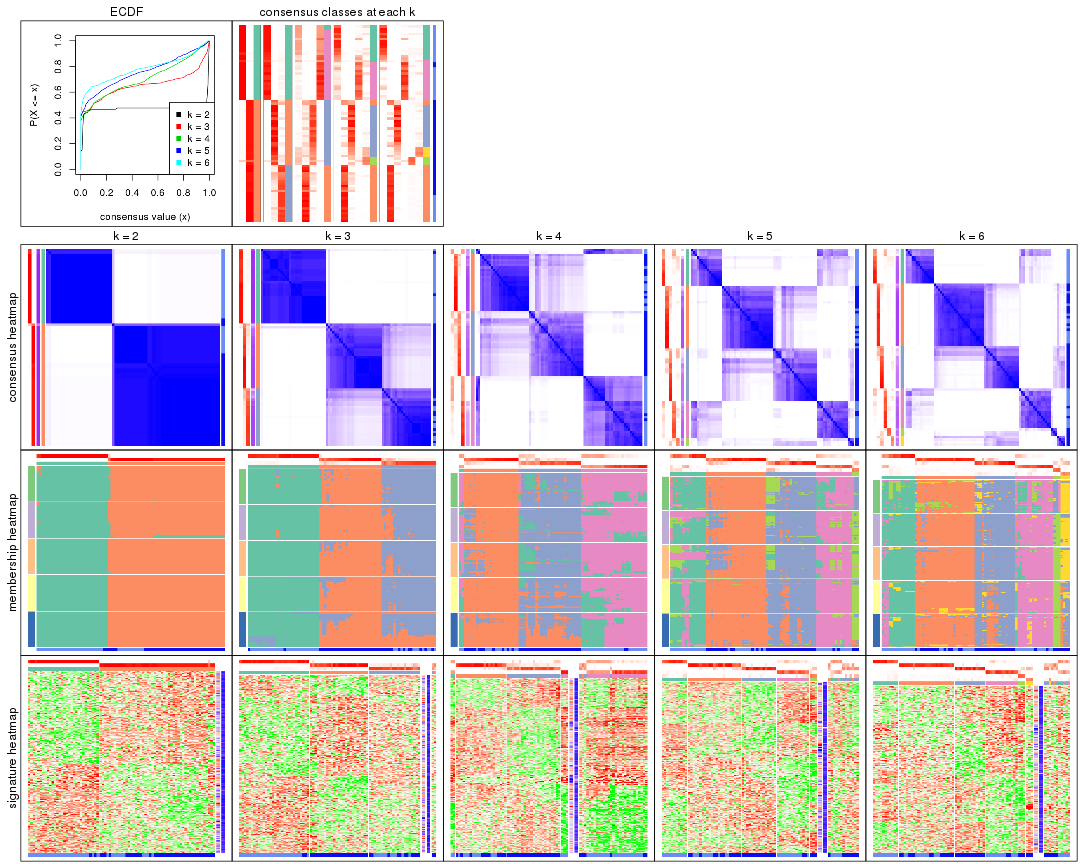 ECDF
consensus classes at each k
P(X <= x)
0.0 0.2 0.4 0.6 0.8 1.0
k = 2
k = 3
k = 4
k = 5
k = 6
0.0 0.2 0.4 0.6 0.8 1.0
consensus value (x)
k = 2 k = 3 k = 4 k = 5 k = 6
consensus heatmap
membership heatmap
signature heatmap